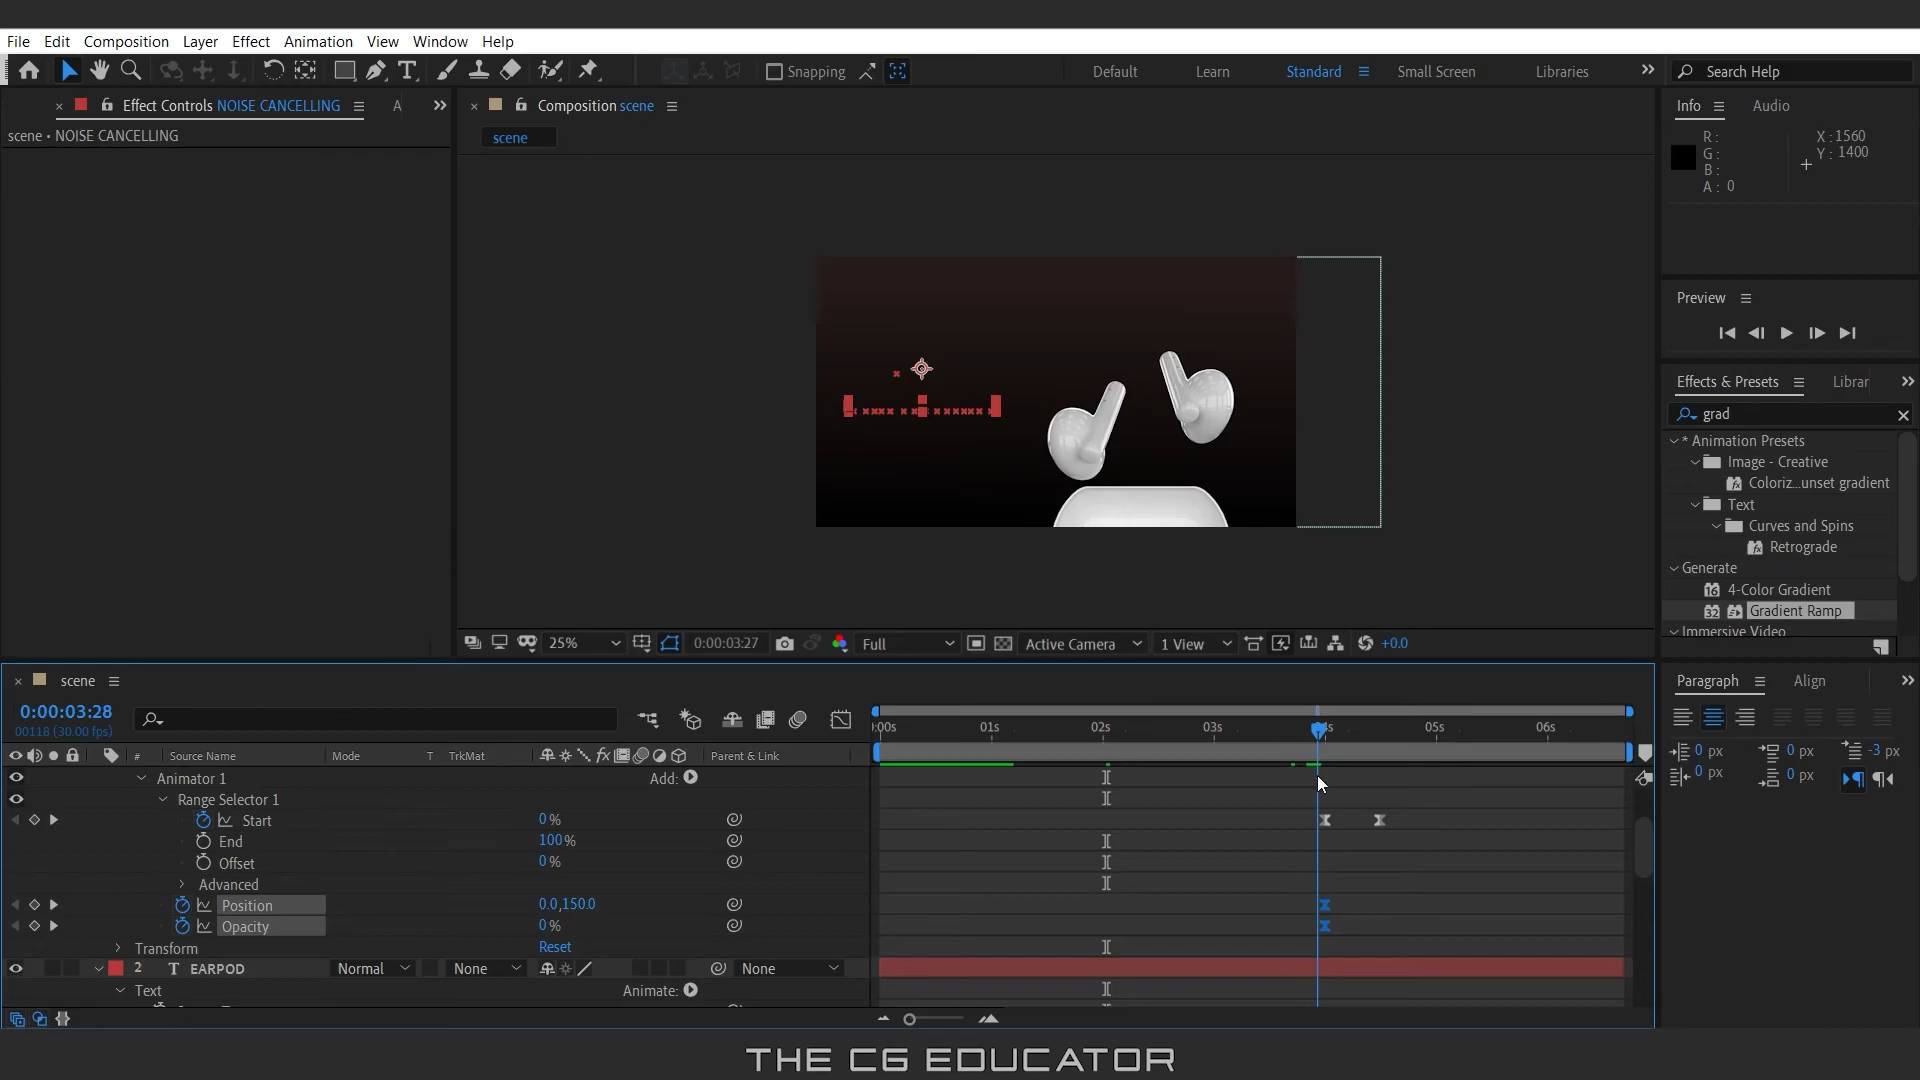 File Edit Composition Layer Effect Animation View Window Help
Snapping Default Learn Standard Small Screen Libraries Search Help
Effect Controls NOISE CANCELLING A
scene • NOISE CANCELLING
Composition scene
scene
Info Audio
R :
G :
B :
A : 0
X : 1560
Y : 1400
Preview
Effects & Presets Librar
grad
* Animation Presets
Image - Creative
Coloriz...unset gradient
Text
Curves and Spins
Retrograde
Generate
4-Color Gradient
Gradient Ramp
Immersive Video
25% 0:00:03:27 Full Active Camera 1 View +0.0
scene
0:00:03:28
00118 (30.00 fps)
:00s 01s 02s 03s 4s 05s 06s
# Source Name Mode T TrkMat Parent & Link
Animator 1 Add:
Range Selector 1
Start 0 %
End 100 %
Offset 0 %
Advanced
Position 0.0,150.0
Opacity 0 %
Transform Reset
2 T EARPOD Normal None None
Text Animate:
Paragraph Align
0 px 0 px -3 px
0 px 0 px
THE CG EDUCATOR